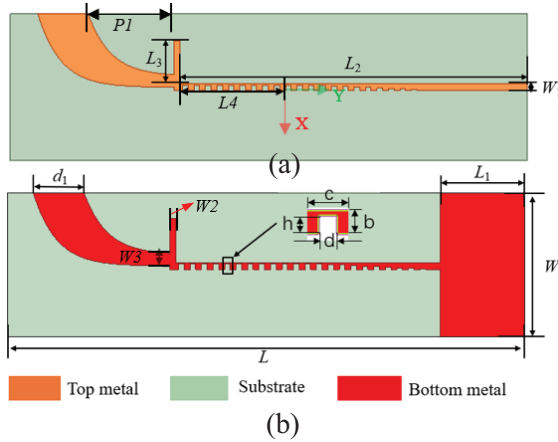 P1
L3
L2
L4
Y
X
W1
(a)
d1
W2
L1
c
h
b
d
W3
W
L
Top metal
Substrate
Bottom metal
(b)